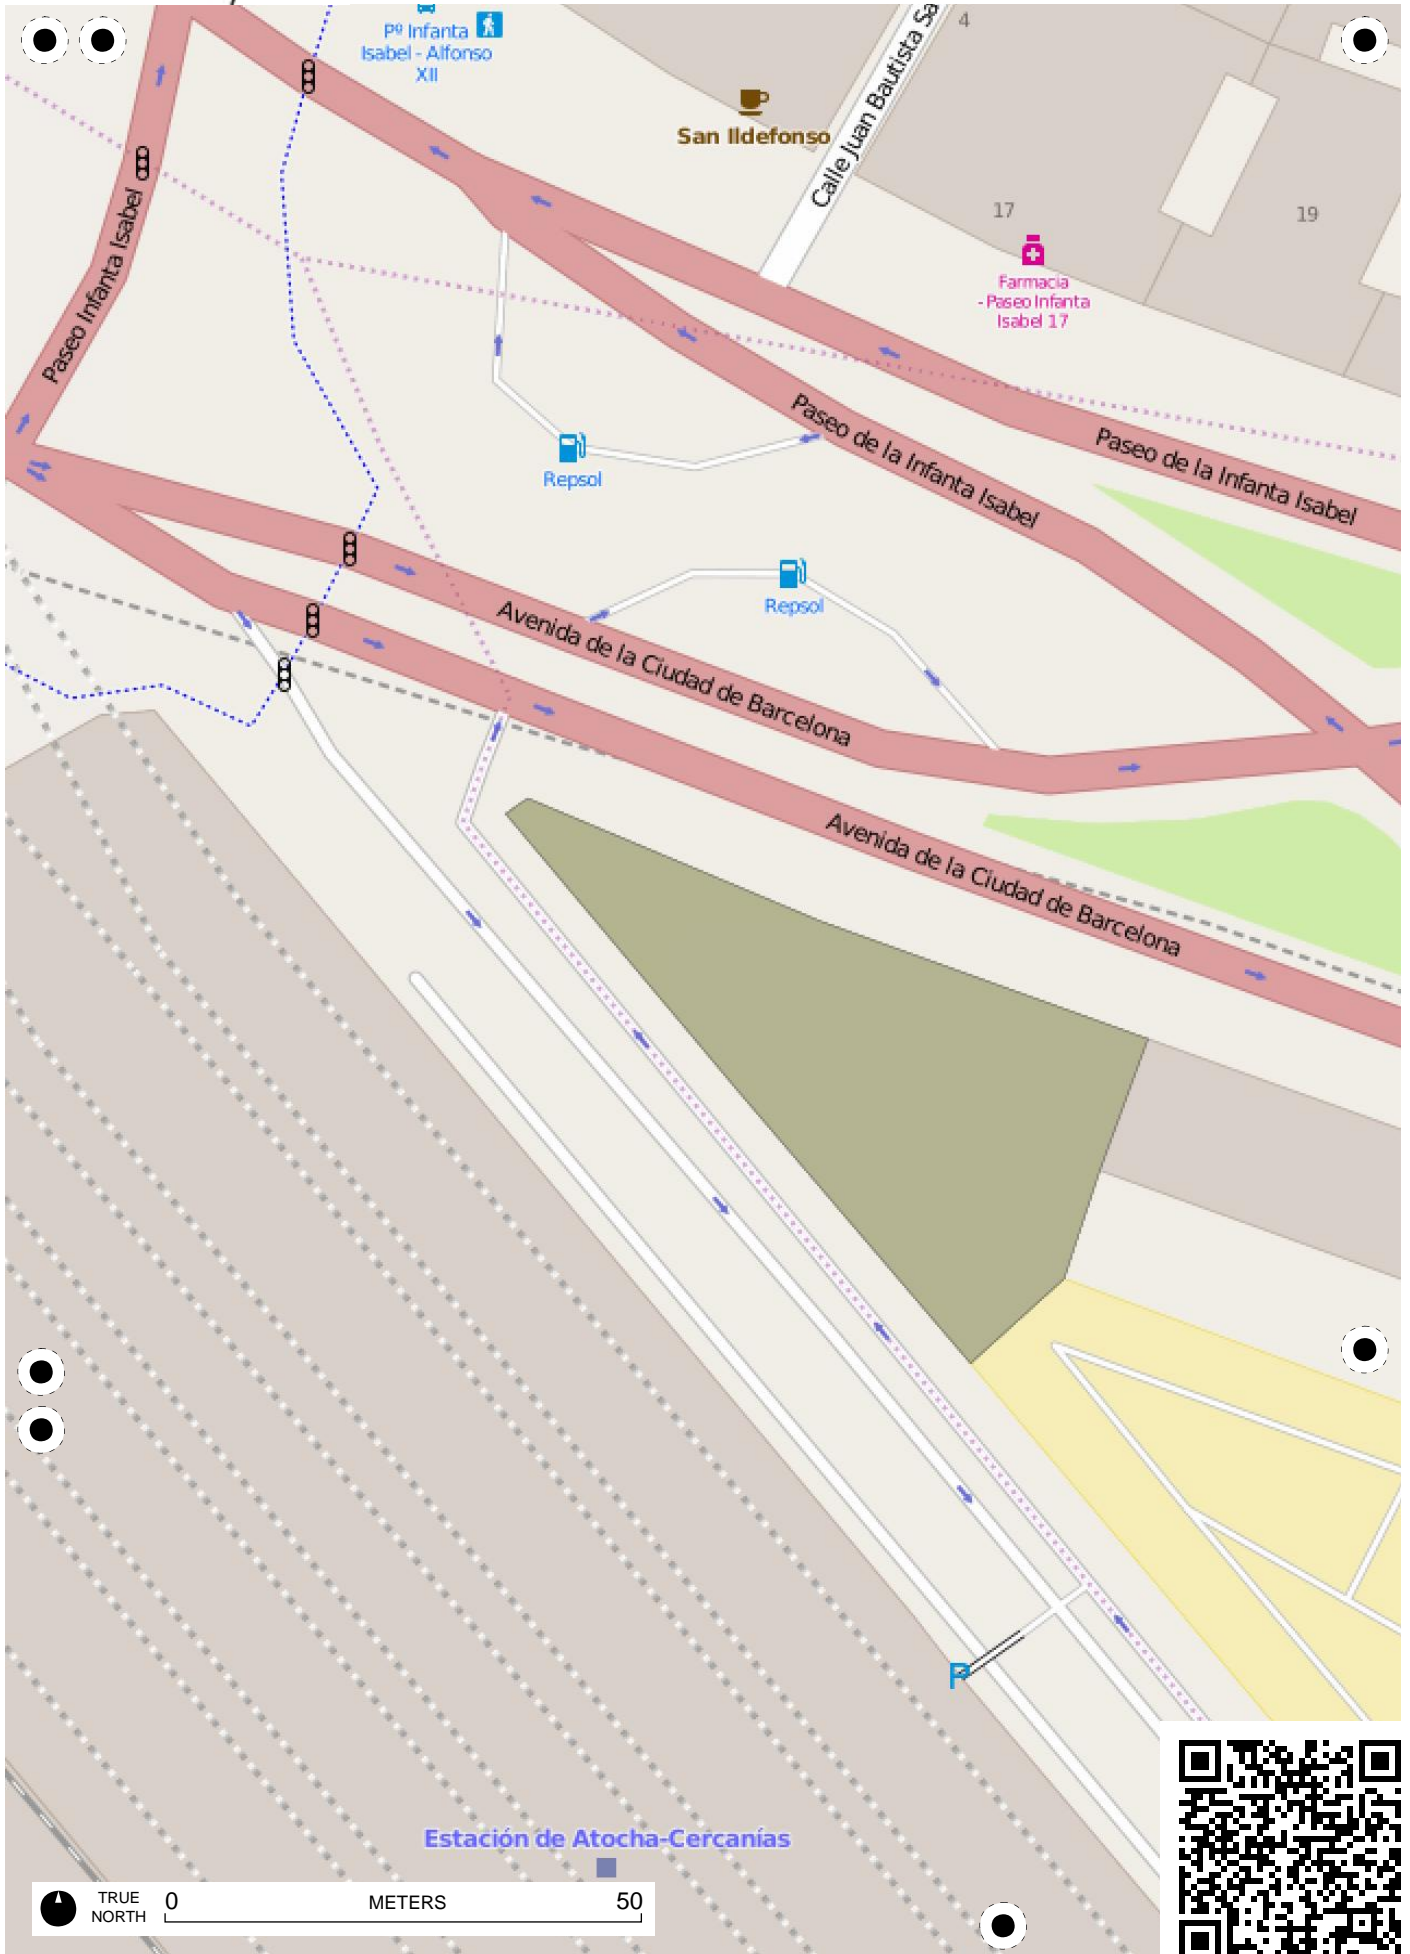 Pº Infanta
Isabel - Alfonso
XII
4
San Ildefonso
Calle Juan Bautista Sa
17
19
Farmacia
- Paseo Infanta
Isabel 17
Paseo Infanta Isabel
Paseo de la Infanta Isabel
Paseo de la Infanta Isabel
Repsol
Repsol
Avenida de la Ciudad de Barcelona
Avenida de la Ciudad de Barcelona
P
Estación de Atocha-Cercanías
TRUE
NORTH
0
METERS
50